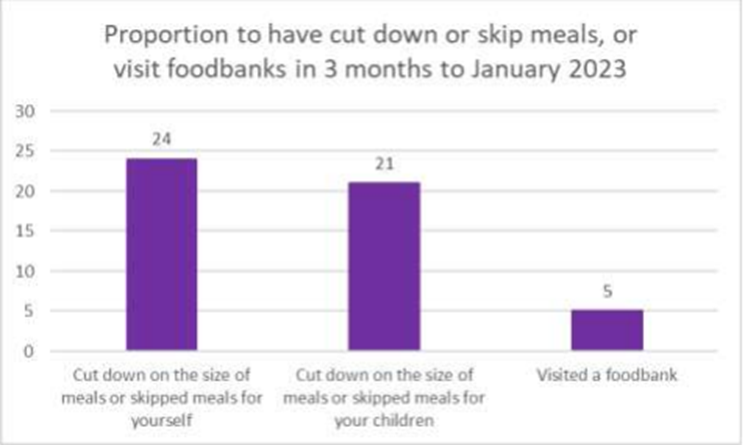 Proportion to have cut down or skip meals, or
visit foodbanks in 3 months to January 2023
30
25
20
15
10
5
0
24
21
5
Cut down on the size of
meals or skipped meals for
yourself
Cut down on the size of
meals or skipped meals for
your children
Visited a foodbank